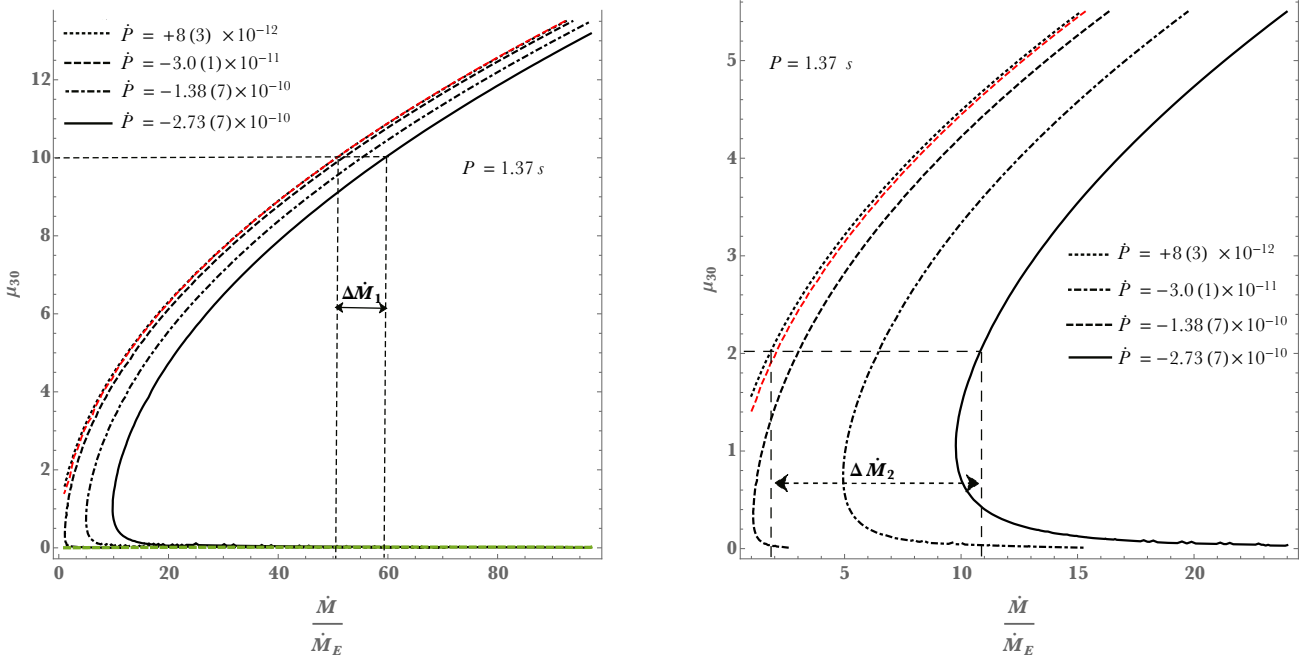 Ṗ = +8 (3) ×10⁻¹²
Ṗ = −3.0 (1)×10⁻¹¹
Ṗ = −1.38 (7)×10⁻¹⁰
Ṗ = −2.73 (7)×10⁻¹⁰
P = 1.37 s
ΔṀ₁
μ₃₀
0
2
4
6
8
10
12
0
20
40
60
80
Ṁ
Ṁ_E
P = 1.37 s
Ṗ = +8 (3) ×10⁻¹²
Ṗ = −3.0 (1)×10⁻¹¹
Ṗ = −1.38 (7)×10⁻¹⁰
Ṗ = −2.73 (7)×10⁻¹⁰
Δ Ṁ₂
μ₃₀
0
1
2
3
4
5
5
10
15
20
Ṁ
Ṁ_E